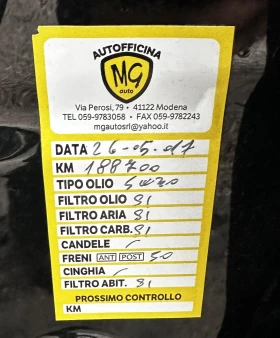 AUTOFFICINA
MG
auto
Via Perosi, 79 • 41122 Modena
TEL 059-9783058 • FAX 059-9782243
mgautosrl@yahoo.it
DATA 26-05-17
KM 188700
TIPO OLIO 5W30
FILTRO OLIO SI
FILTRO ARIA SI
FILTRO CARB. SI
CANDELE /
FRENI ANT POST 50
CINGHIA /
FILTRO ABIT. SI
PROSSIMO CONTROLLO
KM